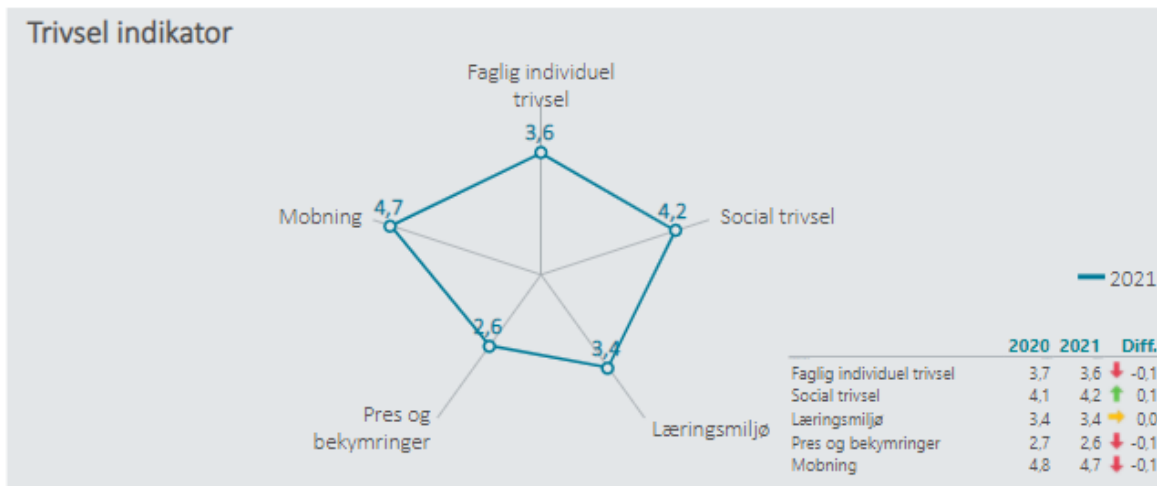 Trivsel indikator
Faglig individuel
trivsel
3,6
4,7
Mobning
4,2
Social trivsel
2,6
3,4
Pres og
bekymringer
Læringsmiljø
2021
2020 2021 Diff.
Faglig individuel trivsel 3,7 3,6 -0,1
Social trivsel 4,1 4,2 0,1
Læringsmiljø 3,4 3,4 0,0
Pres og bekymringer 2,7 2,6 -0,1
Mobning 4,8 4,7 -0,1